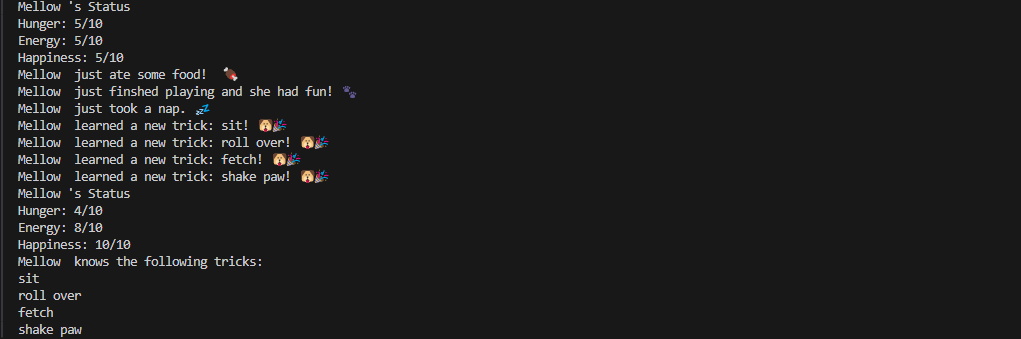 Mellow 's Status
Hunger: 5/10
Energy: 5/10
Happiness: 5/10
Mellow  just ate some food!  🍖
Mellow  just finshed playing and she had fun! 🐾
Mellow  just took a nap. 💤
Mellow  learned a new trick: sit! 🐶🎉
Mellow  learned a new trick: roll over! 🐶🎉
Mellow  learned a new trick: fetch! 🐶🎉
Mellow  learned a new trick: shake paw! 🐶🎉
Mellow 's Status
Hunger: 4/10
Energy: 8/10
Happiness: 10/10
Mellow  knows the following tricks:
sit
roll over
fetch
shake paw